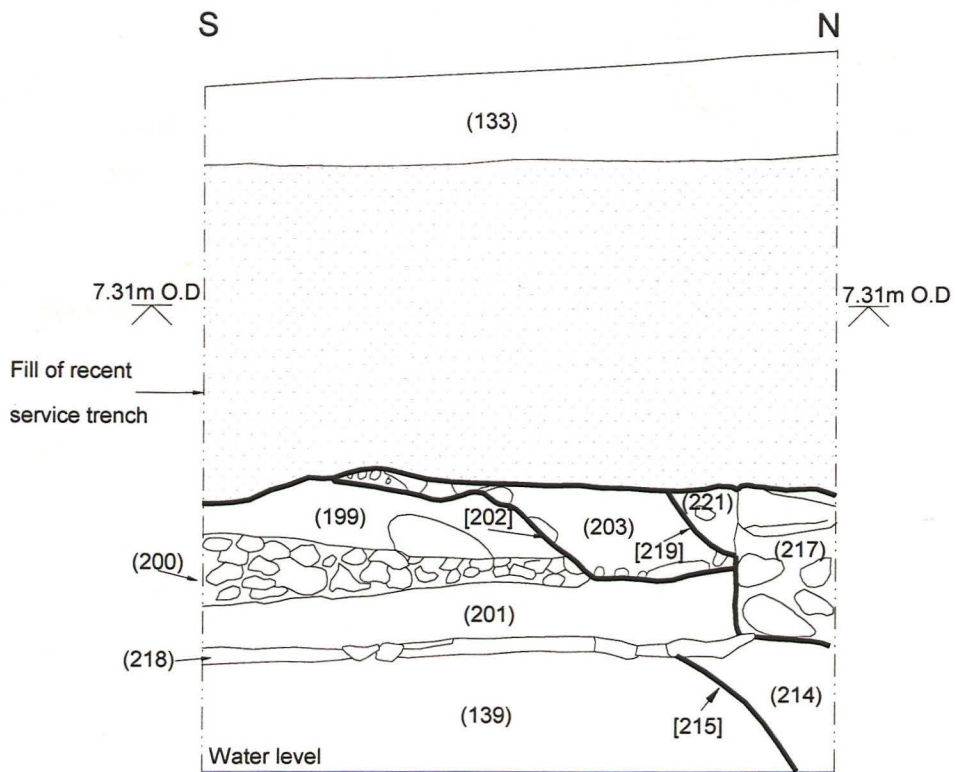 S
N
(133)
7.31m O.D
7.31m O.D
Fill of recent
service trench
(199)
[202]
(203)
(221)
[219]
(217)
(200)
(201)
(218)
(214)
(139)
[215]
Water level